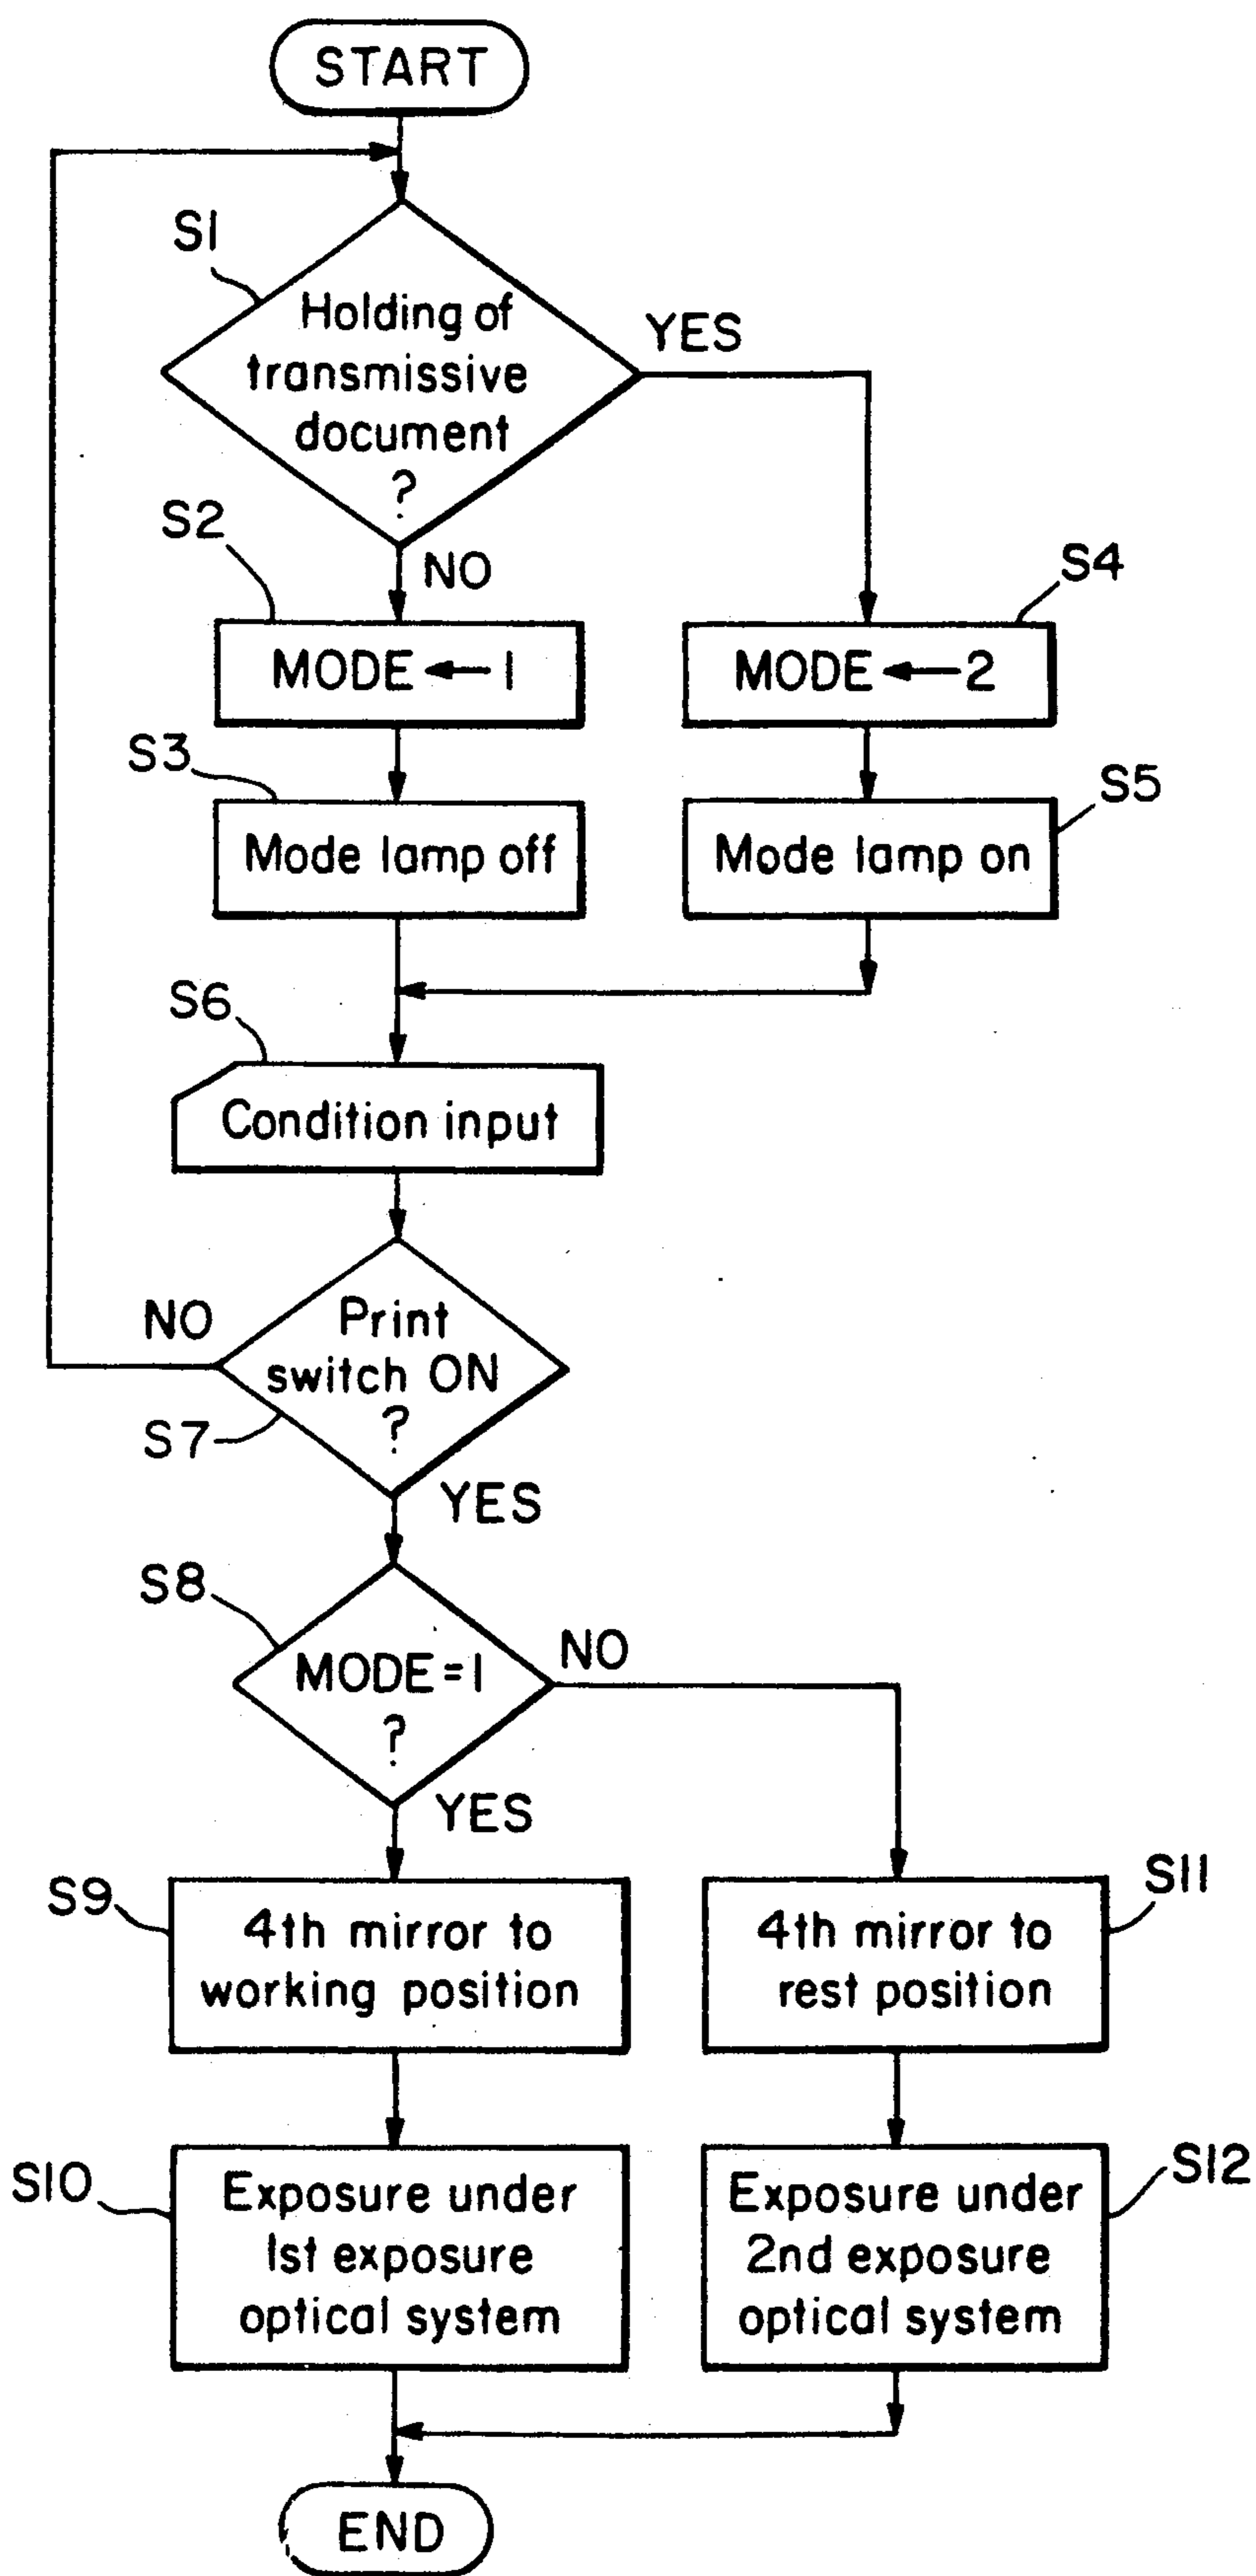 START
S1
Holding of
transmissive
document
?
YES
NO
S2
MODE ← 1
S4
MODE ← 2
S3
Mode lamp off
S5
Mode lamp on
S6
Condition input
NO
Print
switch ON
?
S7
YES
S8
MODE = 1
?
NO
YES
S9
4th mirror to
working position
S11
4th mirror to
rest position
S10
Exposure under
1st exposure
optical system
S12
Exposure under
2nd exposure
optical system
END